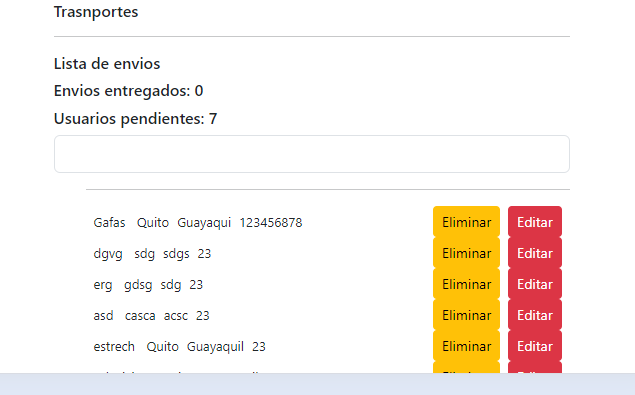 Trasnportes
Lista de envios
Envios entregados: 0
Usuarios pendientes: 7
Gafas Quito Guayaqui 123456878 Eliminar Editar
dgvg sdg sdgs 23 Eliminar Editar
erg gdsg sdg 23 Eliminar Editar
asd casca acsc 23 Eliminar Editar
estrech Quito Guayaquil 23 Eliminar Editar